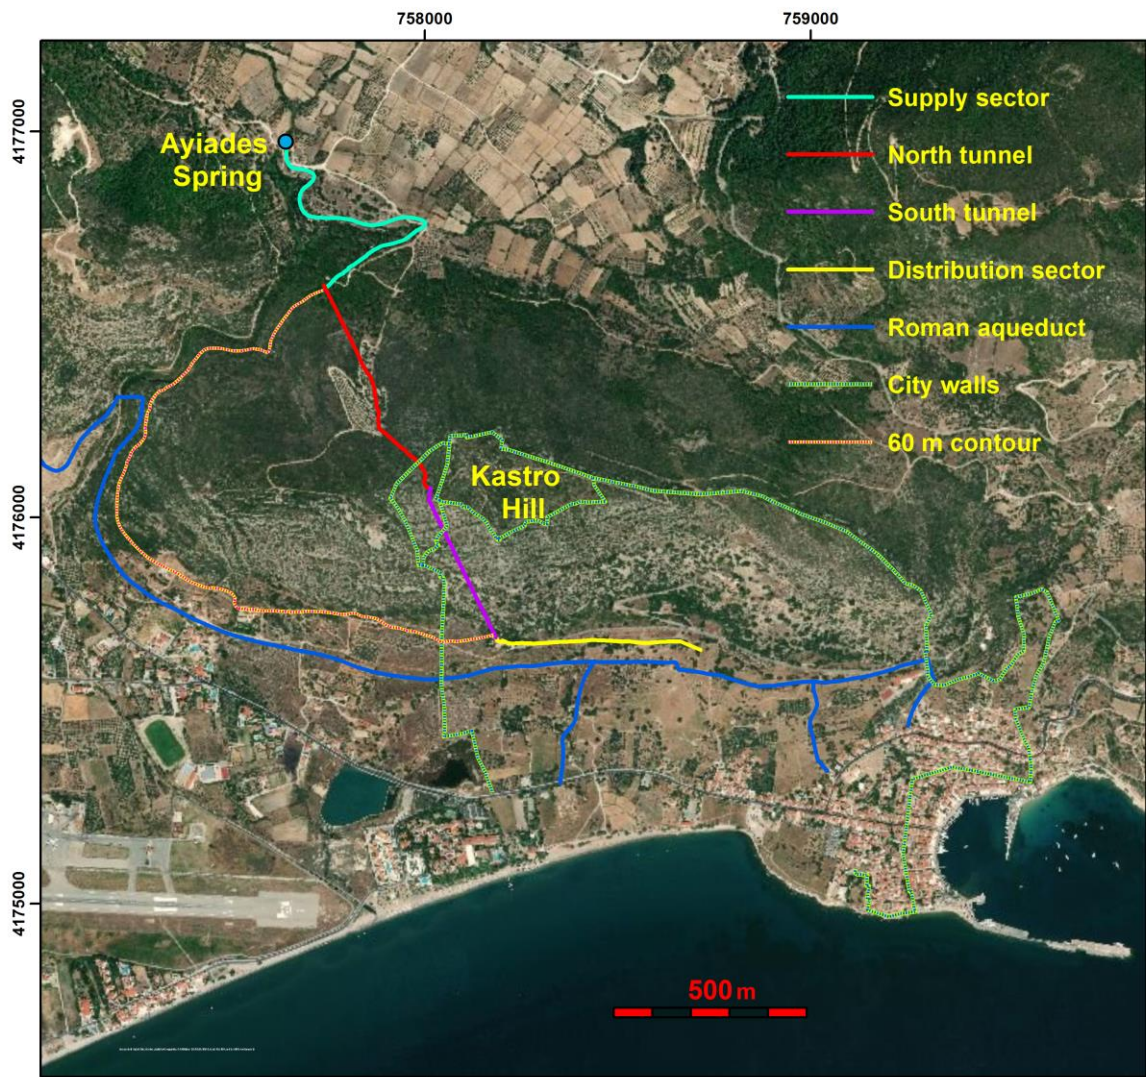 758000
759000
4177000
4176000
4175000
Ayiades
Spring
Supply sector
North tunnel
South tunnel
Distribution sector
Roman aqueduct
City walls
60 m contour
Kastro
Hill
500 m